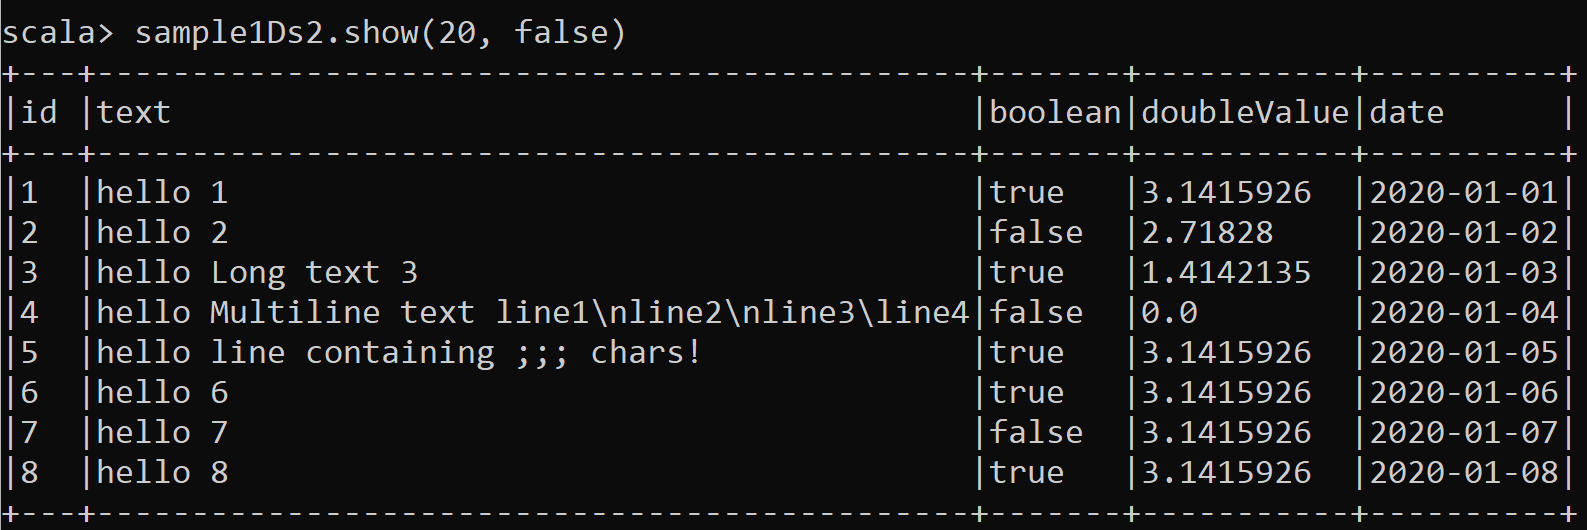 scala> sample1Ds2.show(20, false)
+---+----------------------------------------------+-------+-----------+----------+
|id |text                                          |boolean|doubleValue|date      |
+---+----------------------------------------------+-------+-----------+----------+
|1  |hello 1                                       |true   |3.1415926  |2020-01-01|
|2  |hello 2                                       |false  |2.71828    |2020-01-02|
|3  |hello Long text 3                             |true   |1.4142135  |2020-01-03|
|4  |hello Multiline text line1\nline2\nline3\line4|false  |0.0        |2020-01-04|
|5  |hello line containing ;;; chars!              |true   |3.1415926  |2020-01-05|
|6  |hello 6                                       |true   |3.1415926  |2020-01-06|
|7  |hello 7                                       |false  |3.1415926  |2020-01-07|
|8  |hello 8                                       |true   |3.1415926  |2020-01-08|
+---+----------------------------------------------+-------+-----------+----------+